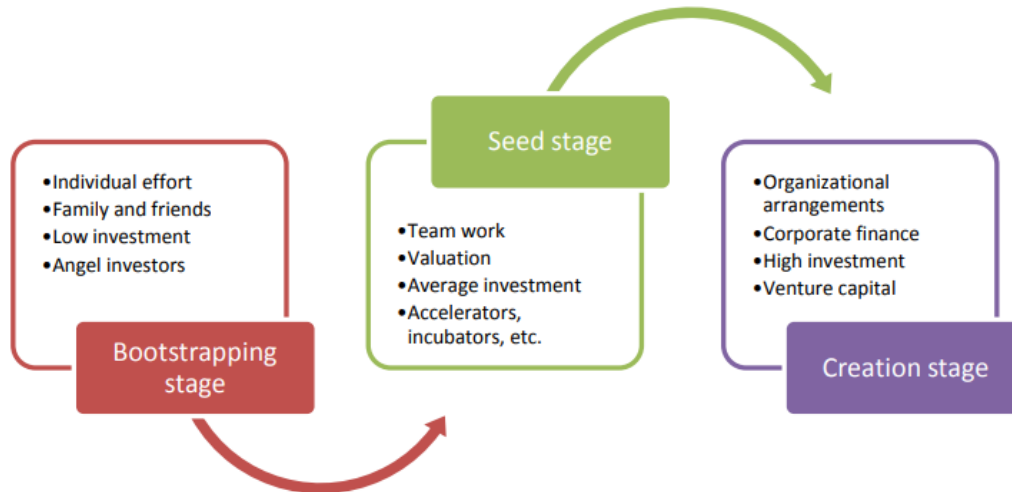 •Individual effort
•Family and friends
•Low investment
•Angel investors
Bootstrapping
stage
Seed stage
•Team work
•Valuation
•Average investment
•Accelerators,
incubators, etc.
•Organizational
arrangements
•Corporate finance
•High investment
•Venture capital
Creation stage